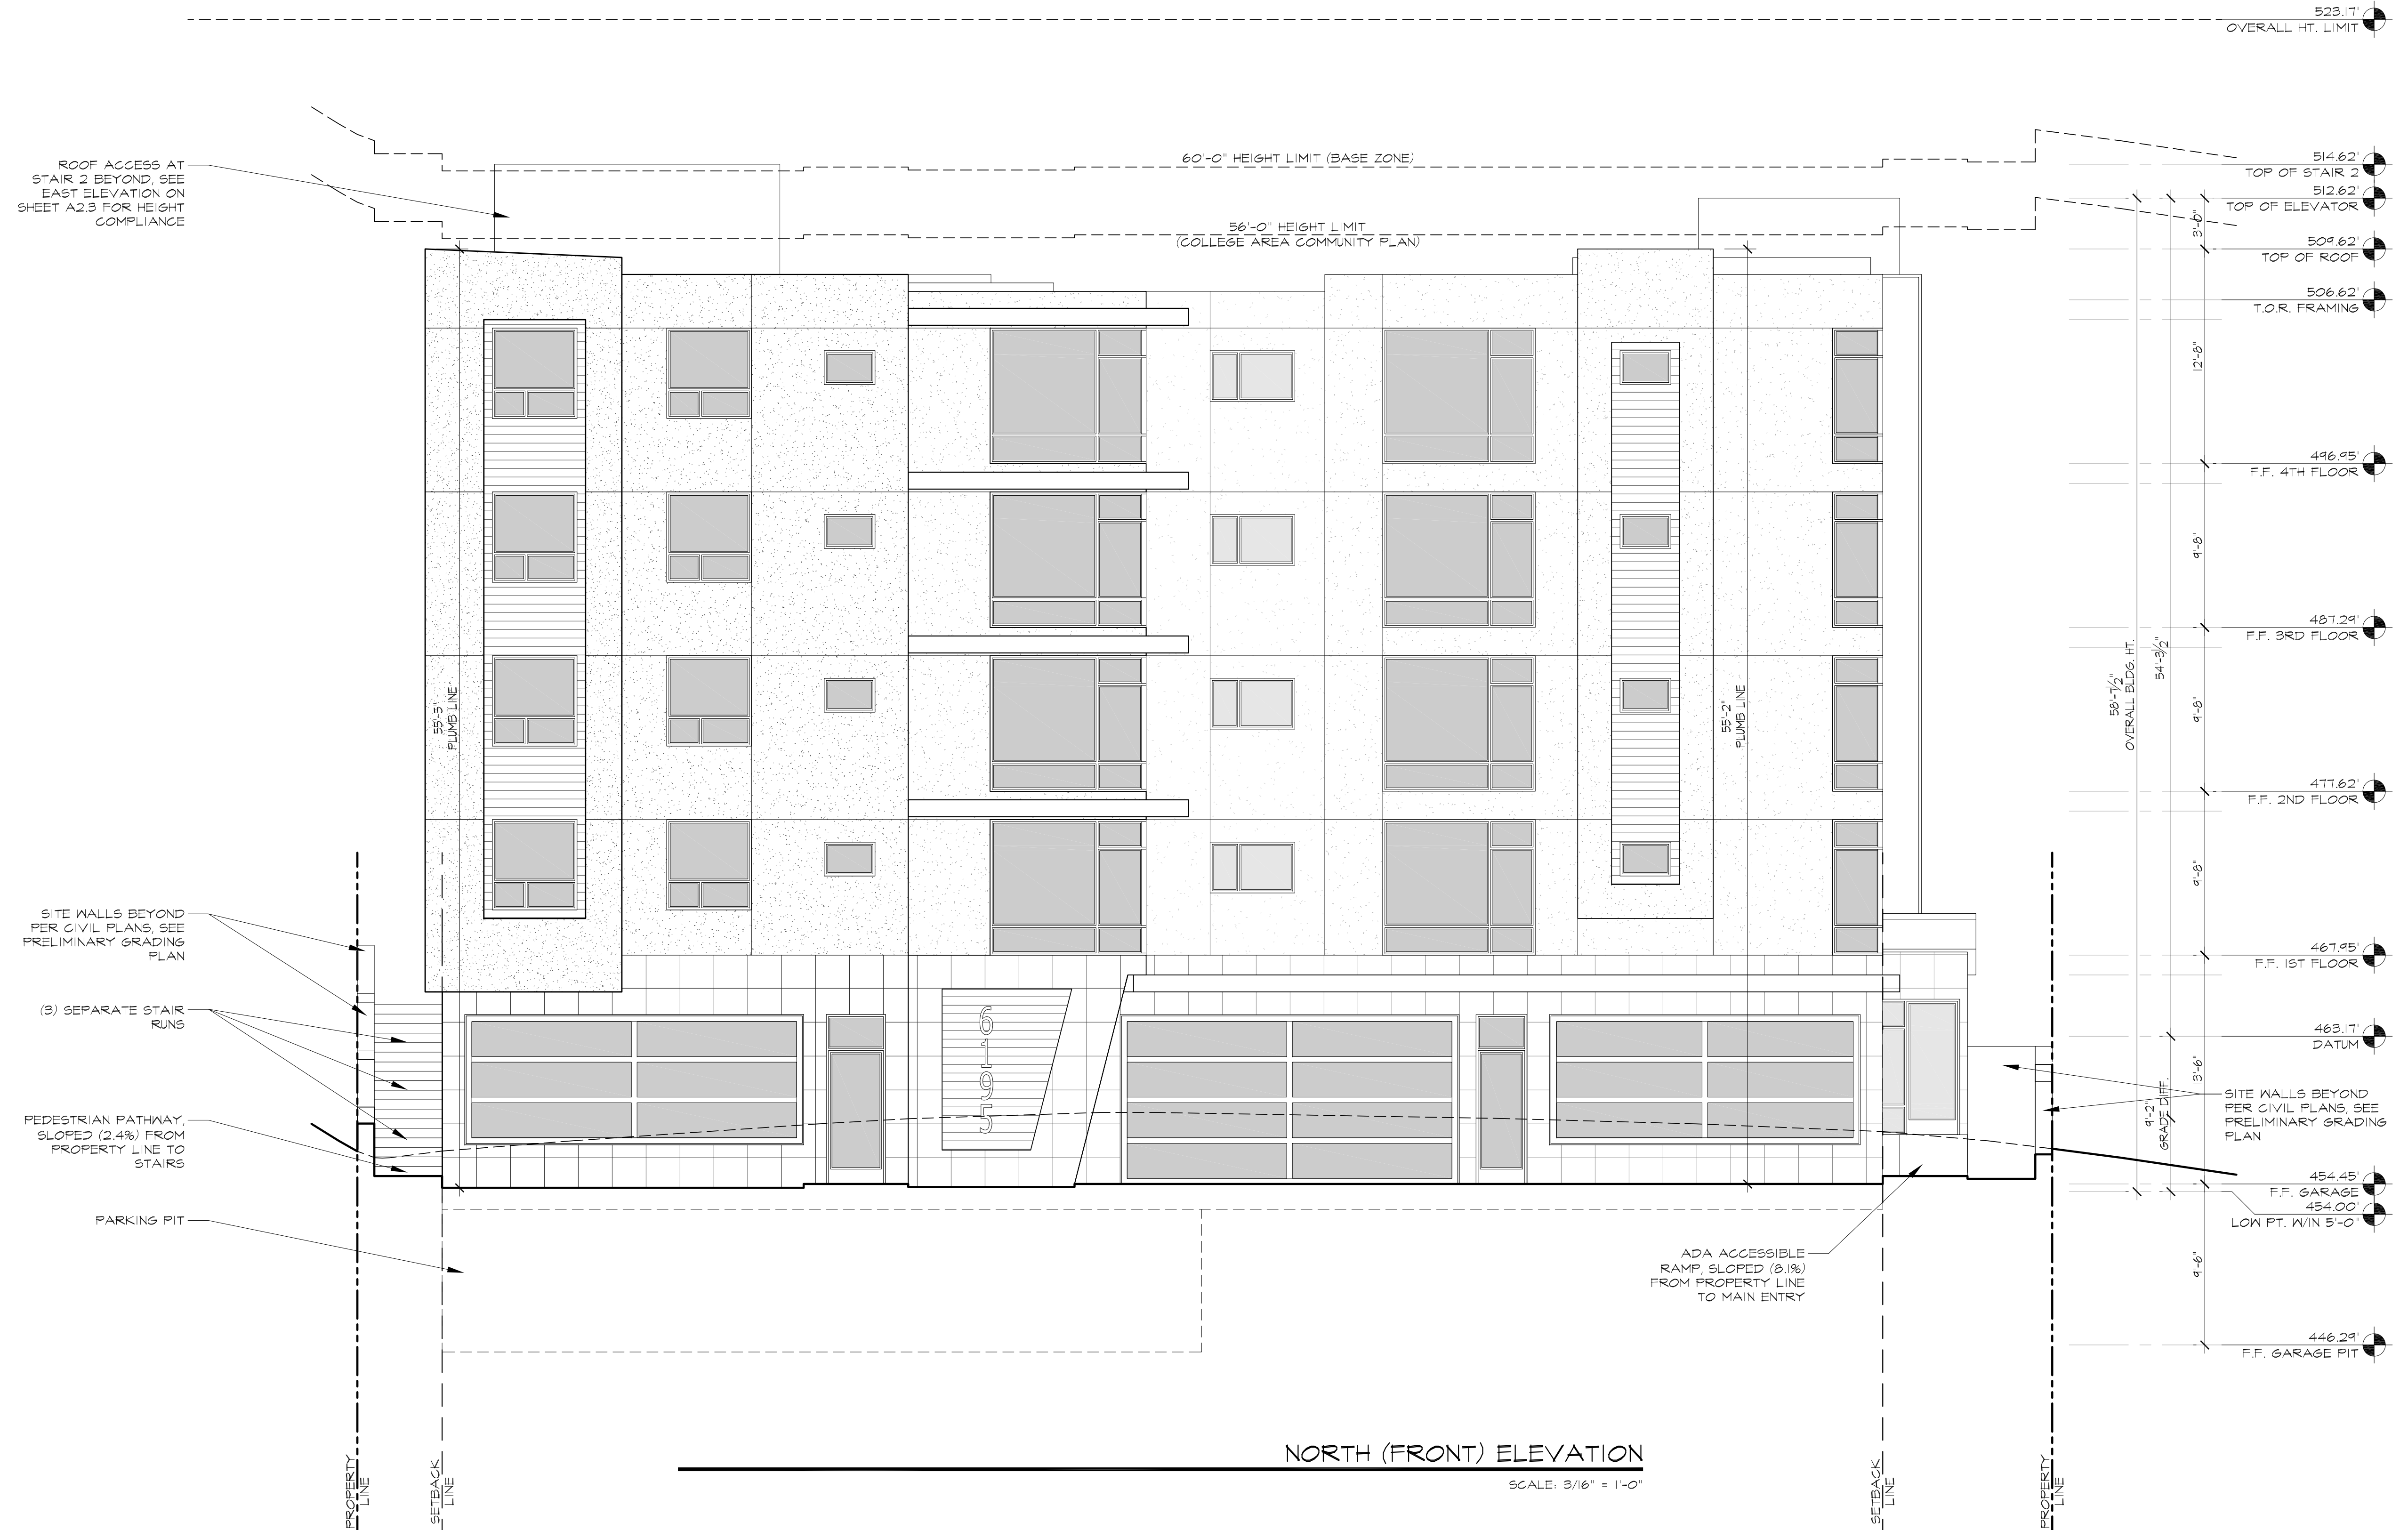 523.17'
OVERALL HT. LIMIT
60'-0" HEIGHT LIMIT (BASE ZONE)
ROOF ACCESS AT
STAIR 2 BEYOND, SEE
EAST ELEVATION ON
SHEET A2.3 FOR HEIGHT
COMPLIANCE
514.62'
TOP OF STAIR 2
512.62'
TOP OF ELEVATOR
56'-0" HEIGHT LIMIT
(COLLEGE AREA COMMUNITY PLAN)
3'-0"
509.62'
TOP OF ROOF
506.62'
T.O.R. FRAMING
12'-8"
496.95'
F.F. 4TH FLOOR
9'-8"
487.29'
F.F. 3RD FLOOR
55'-5"
PLUMB LINE
55'-2"
PLUMB LINE
58'-7½"
OVERALL BLDG. HT.
54'-3½"
9'-8"
477.62'
F.F. 2ND FLOOR
9'-8"
SITE WALLS BEYOND
PER CIVIL PLANS, SEE
PRELIMINARY GRADING
PLAN
467.95'
F.F. 1ST FLOOR
(3) SEPARATE STAIR
RUNS
6
1
9
5
463.17'
DATUM
13'-6"
9'-2"
GRADE DIFF.
SITE WALLS BEYOND
PER CIVIL PLANS, SEE
PRELIMINARY GRADING
PLAN
PEDESTRIAN PATHWAY,
SLOPED (2.4%) FROM
PROPERTY LINE TO
STAIRS
454.45'
F.F. GARAGE
454.00'
LOW PT. W/IN 5'-0"
PARKING PIT
ADA ACCESSIBLE
RAMP, SLOPED (8.1%)
FROM PROPERTY LINE
TO MAIN ENTRY
9'-6"
446.29'
F.F. GARAGE PIT
NORTH (FRONT) ELEVATION
SCALE: 3/16" = 1'-0"
PROPERTY
LINE
SETBACK
LINE
SETBACK
LINE
PROPERTY
LINE